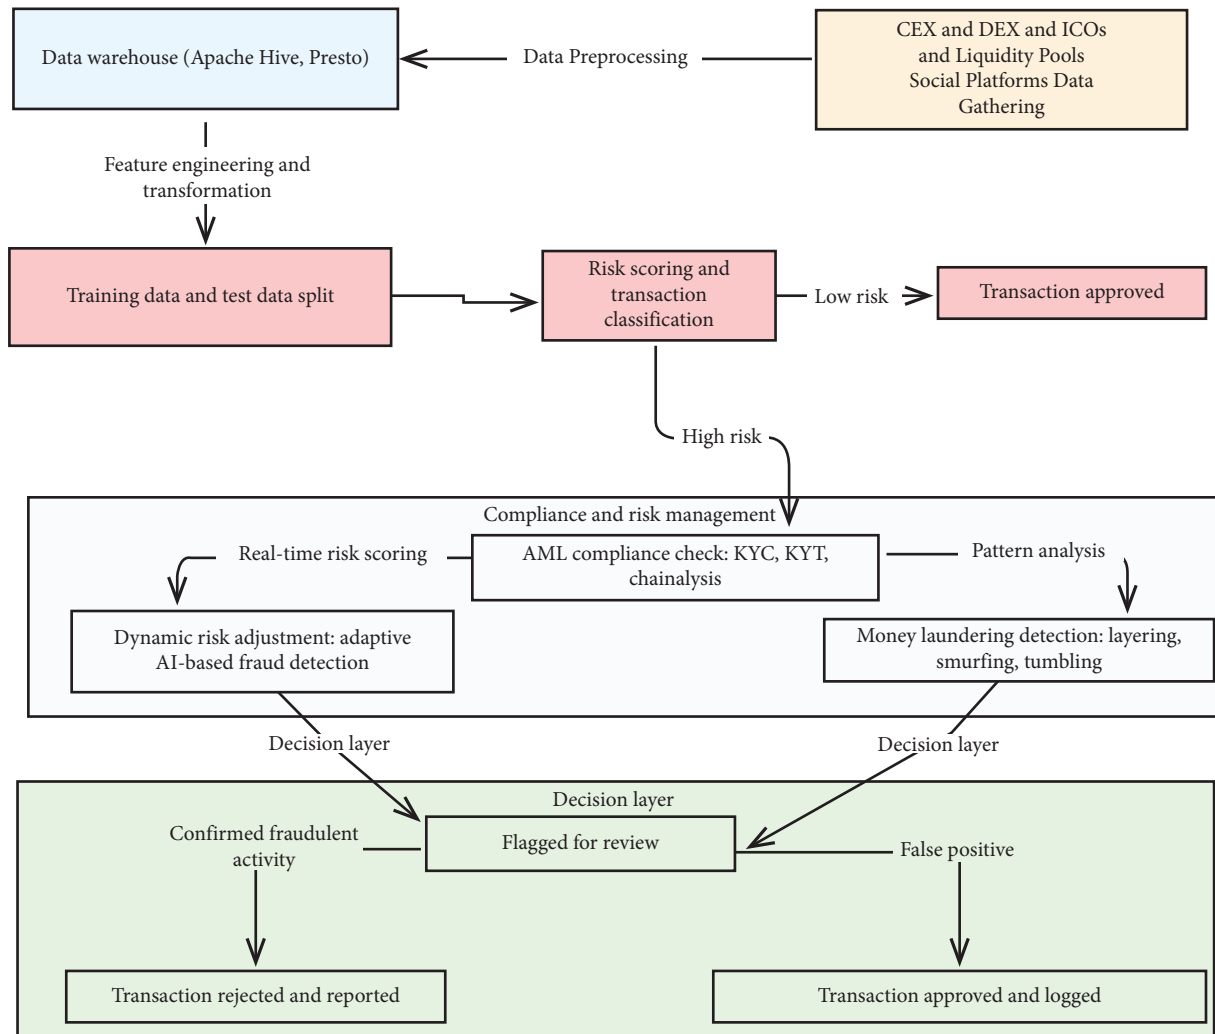 Data warehouse (Apache Hive, Presto)
Data Preprocessing
CEX and DEX and ICOs
and Liquidity Pools
Social Platforms Data
Gathering
Feature engineering and
transformation
Training data and test data split
Risk scoring and
transaction
classification
Low risk
Transaction approved
High risk
Compliance and risk management
Real-time risk scoring
AML compliance check: KYC, KYT,
chainalysis
Pattern analysis
Dynamic risk adjustment: adaptive
AI-based fraud detection
Money laundering detection: layering,
smurfing, tumbling
Decision layer
Decision layer
Decision layer
Confirmed fraudulent
activity
Flagged for review
False positive
Transaction rejected and reported
Transaction approved and logged